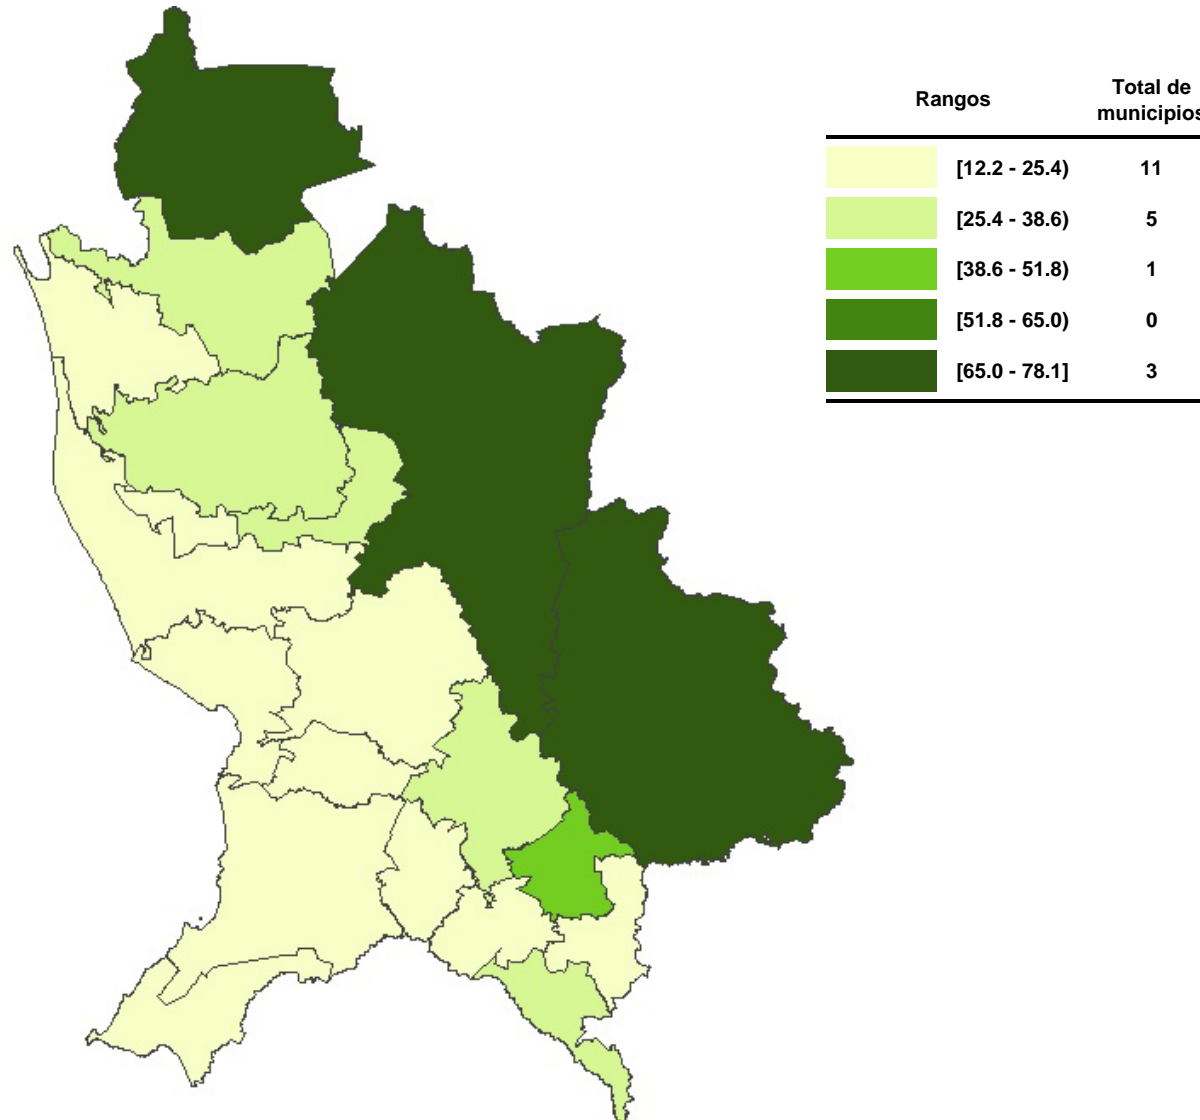 Rangos
Total de
municipios
[12.2 - 25.4) 11
[25.4 - 38.6) 5
[38.6 - 51.8) 1
[51.8 - 65.0) 0
[65.0 - 78.1] 3